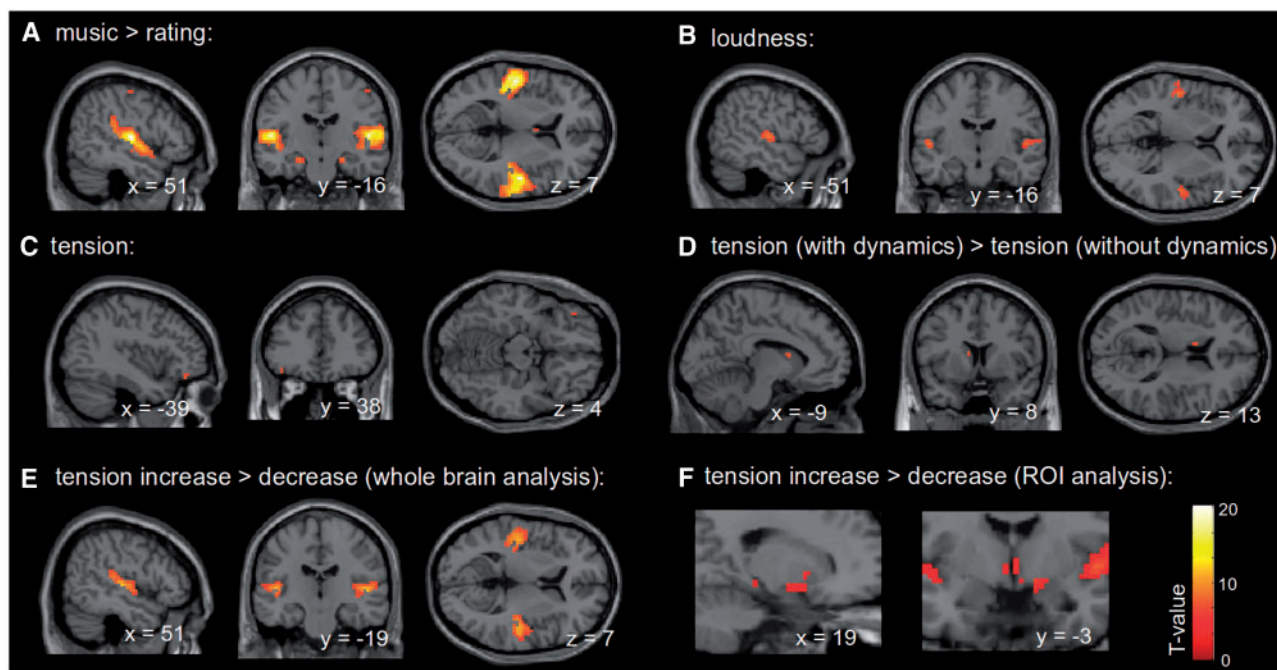 A music > rating:
x = 51
y = -16
z = 7
B loudness:
x = -51
y = -16
z = 7
C tension:
x = -39
y = 38
z = 4
D tension (with dynamics) > tension (without dynamics)
x = -9
y = 8
z = 13
E tension increase > decrease (whole brain analysis):
x = 51
y = -19
z = 7
F tension increase > decrease (ROI analysis):
x = 19
y = -3
T-value
20
10
0